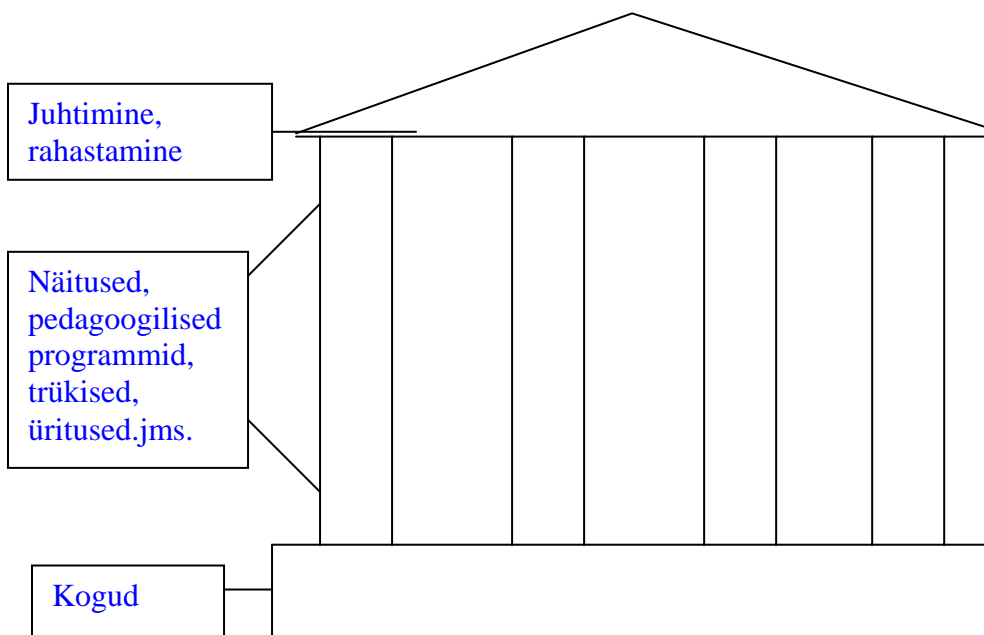 Juhtimine,
rahastamine
Näitused,
pedagoogilised
programmid,
trükised,
üritused.jms.
Kogud